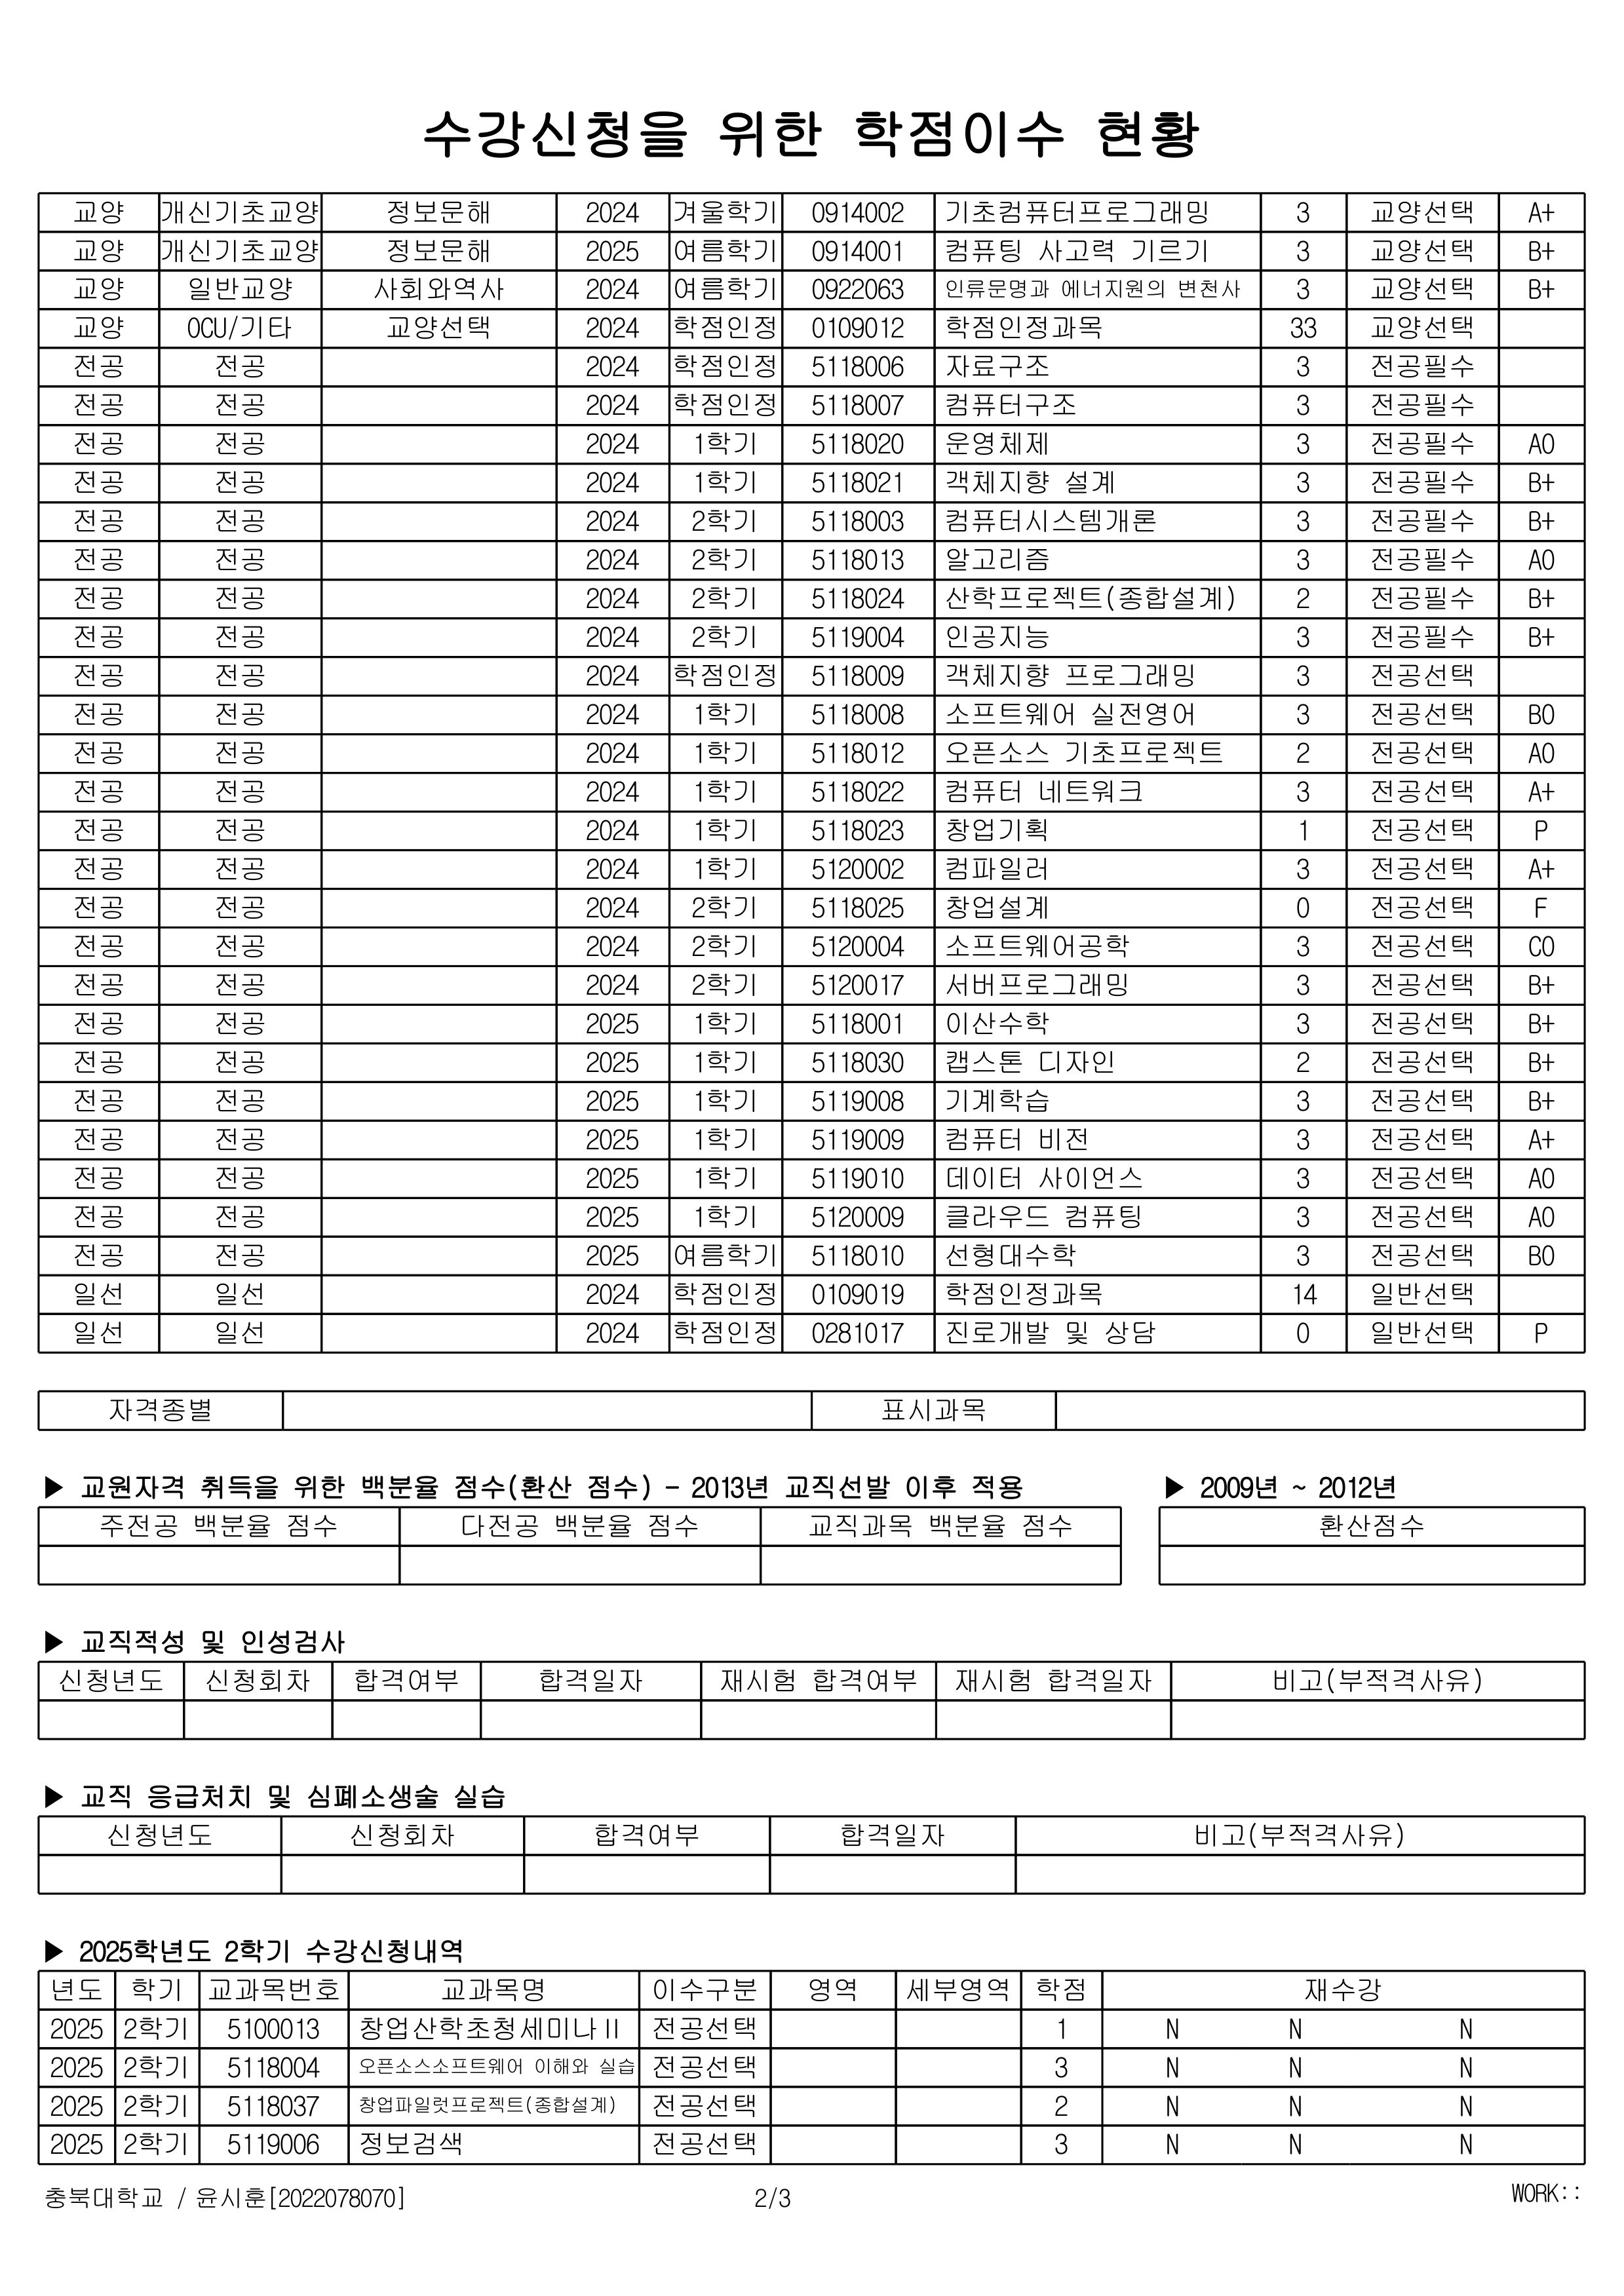 수강신청을 위한 학점이수 현황
교양 개신기초교양 정보문해 2024 겨울학기 0914002 기초컴퓨터프로그래밍 3 교양선택 A+
교양 개신기초교양 정보문해 2025 여름학기 0914001 컴퓨팅 사고력 기르기 3 교양선택 B+
교양 일반교양 사회와역사 2024 여름학기 0922063 인류문명과 에너지원의 변천사 3 교양선택 B+
교양 OCU/기타 교양선택 2024 학점인정 0109012 학점인정과목 33 교양선택
전공 전공 2024 학점인정 5118006 자료구조 3 전공필수
전공 전공 2024 학점인정 5118007 컴퓨터구조 3 전공필수
전공 전공 2024 1학기 5118020 운영체제 3 전공필수 A0
전공 전공 2024 1학기 5118021 객체지향 설계 3 전공필수 B+
전공 전공 2024 2학기 5118003 컴퓨터시스템개론 3 전공필수 B+
전공 전공 2024 2학기 5118013 알고리즘 3 전공필수 A0
전공 전공 2024 2학기 5118024 산학프로젝트(종합설계) 2 전공필수 B+
전공 전공 2024 2학기 5119004 인공지능 3 전공필수 B+
전공 전공 2024 학점인정 5118009 객체지향 프로그래밍 3 전공선택
전공 전공 2024 1학기 5118008 소프트웨어 실전영어 3 전공선택 B0
전공 전공 2024 1학기 5118012 오픈소스 기초프로젝트 2 전공선택 A0
전공 전공 2024 1학기 5118022 컴퓨터 네트워크 3 전공선택 A+
전공 전공 2024 1학기 5118023 창업기획 1 전공선택 P
전공 전공 2024 1학기 5120002 컴파일러 3 전공선택 A+
전공 전공 2024 2학기 5118025 창업설계 0 전공선택 F
전공 전공 2024 2학기 5120004 소프트웨어공학 3 전공선택 C0
전공 전공 2024 2학기 5120017 서버프로그래밍 3 전공선택 B+
전공 전공 2025 1학기 5118001 이산수학 3 전공선택 B+
전공 전공 2025 1학기 5118030 캡스톤 디자인 2 전공선택 B+
전공 전공 2025 1학기 5119008 기계학습 3 전공선택 B+
전공 전공 2025 1학기 5119009 컴퓨터 비전 3 전공선택 A+
전공 전공 2025 1학기 5119010 데이터 사이언스 3 전공선택 A0
전공 전공 2025 1학기 5120009 클라우드 컴퓨팅 3 전공선택 A0
전공 전공 2025 여름학기 5118010 선형대수학 3 전공선택 B0
일선 일선 2024 학점인정 0109019 학점인정과목 14 일반선택
일선 일선 2024 학점인정 0281017 진로개발 및 상담 0 일반선택 P
자격종별 표시과목
▶ 교원자격 취득을 위한 백분율 점수(환산 점수) - 2013년 교직선발 이후 적용 ▶ 2009년 ~ 2012년
주전공 백분율 점수 다전공 백분율 점수 교직과목 백분율 점수 환산점수
▶ 교직적성 및 인성검사
신청년도 신청회차 합격여부 합격일자 재시험 합격여부 재시험 합격일자 비고(부적격사유)
▶ 교직 응급처치 및 심폐소생술 실습
신청년도 신청회차 합격여부 합격일자 비고(부적격사유)
▶ 2025학년도 2학기 수강신청내역
년도 학기 교과목번호 교과목명 이수구분 영역 세부영역 학점 재수강
2025 2학기 5100013 창업산학초청세미나Ⅱ 전공선택 1 N N N
2025 2학기 5118004 오픈소스소프트웨어 이해와 실습 전공선택 3 N N N
2025 2학기 5118037 창업파일럿프로젝트(종합설계) 전공선택 2 N N N
2025 2학기 5119006 정보검색 전공선택 3 N N N
충북대학교 / 윤시훈[2022078070] 2/3 WORK::